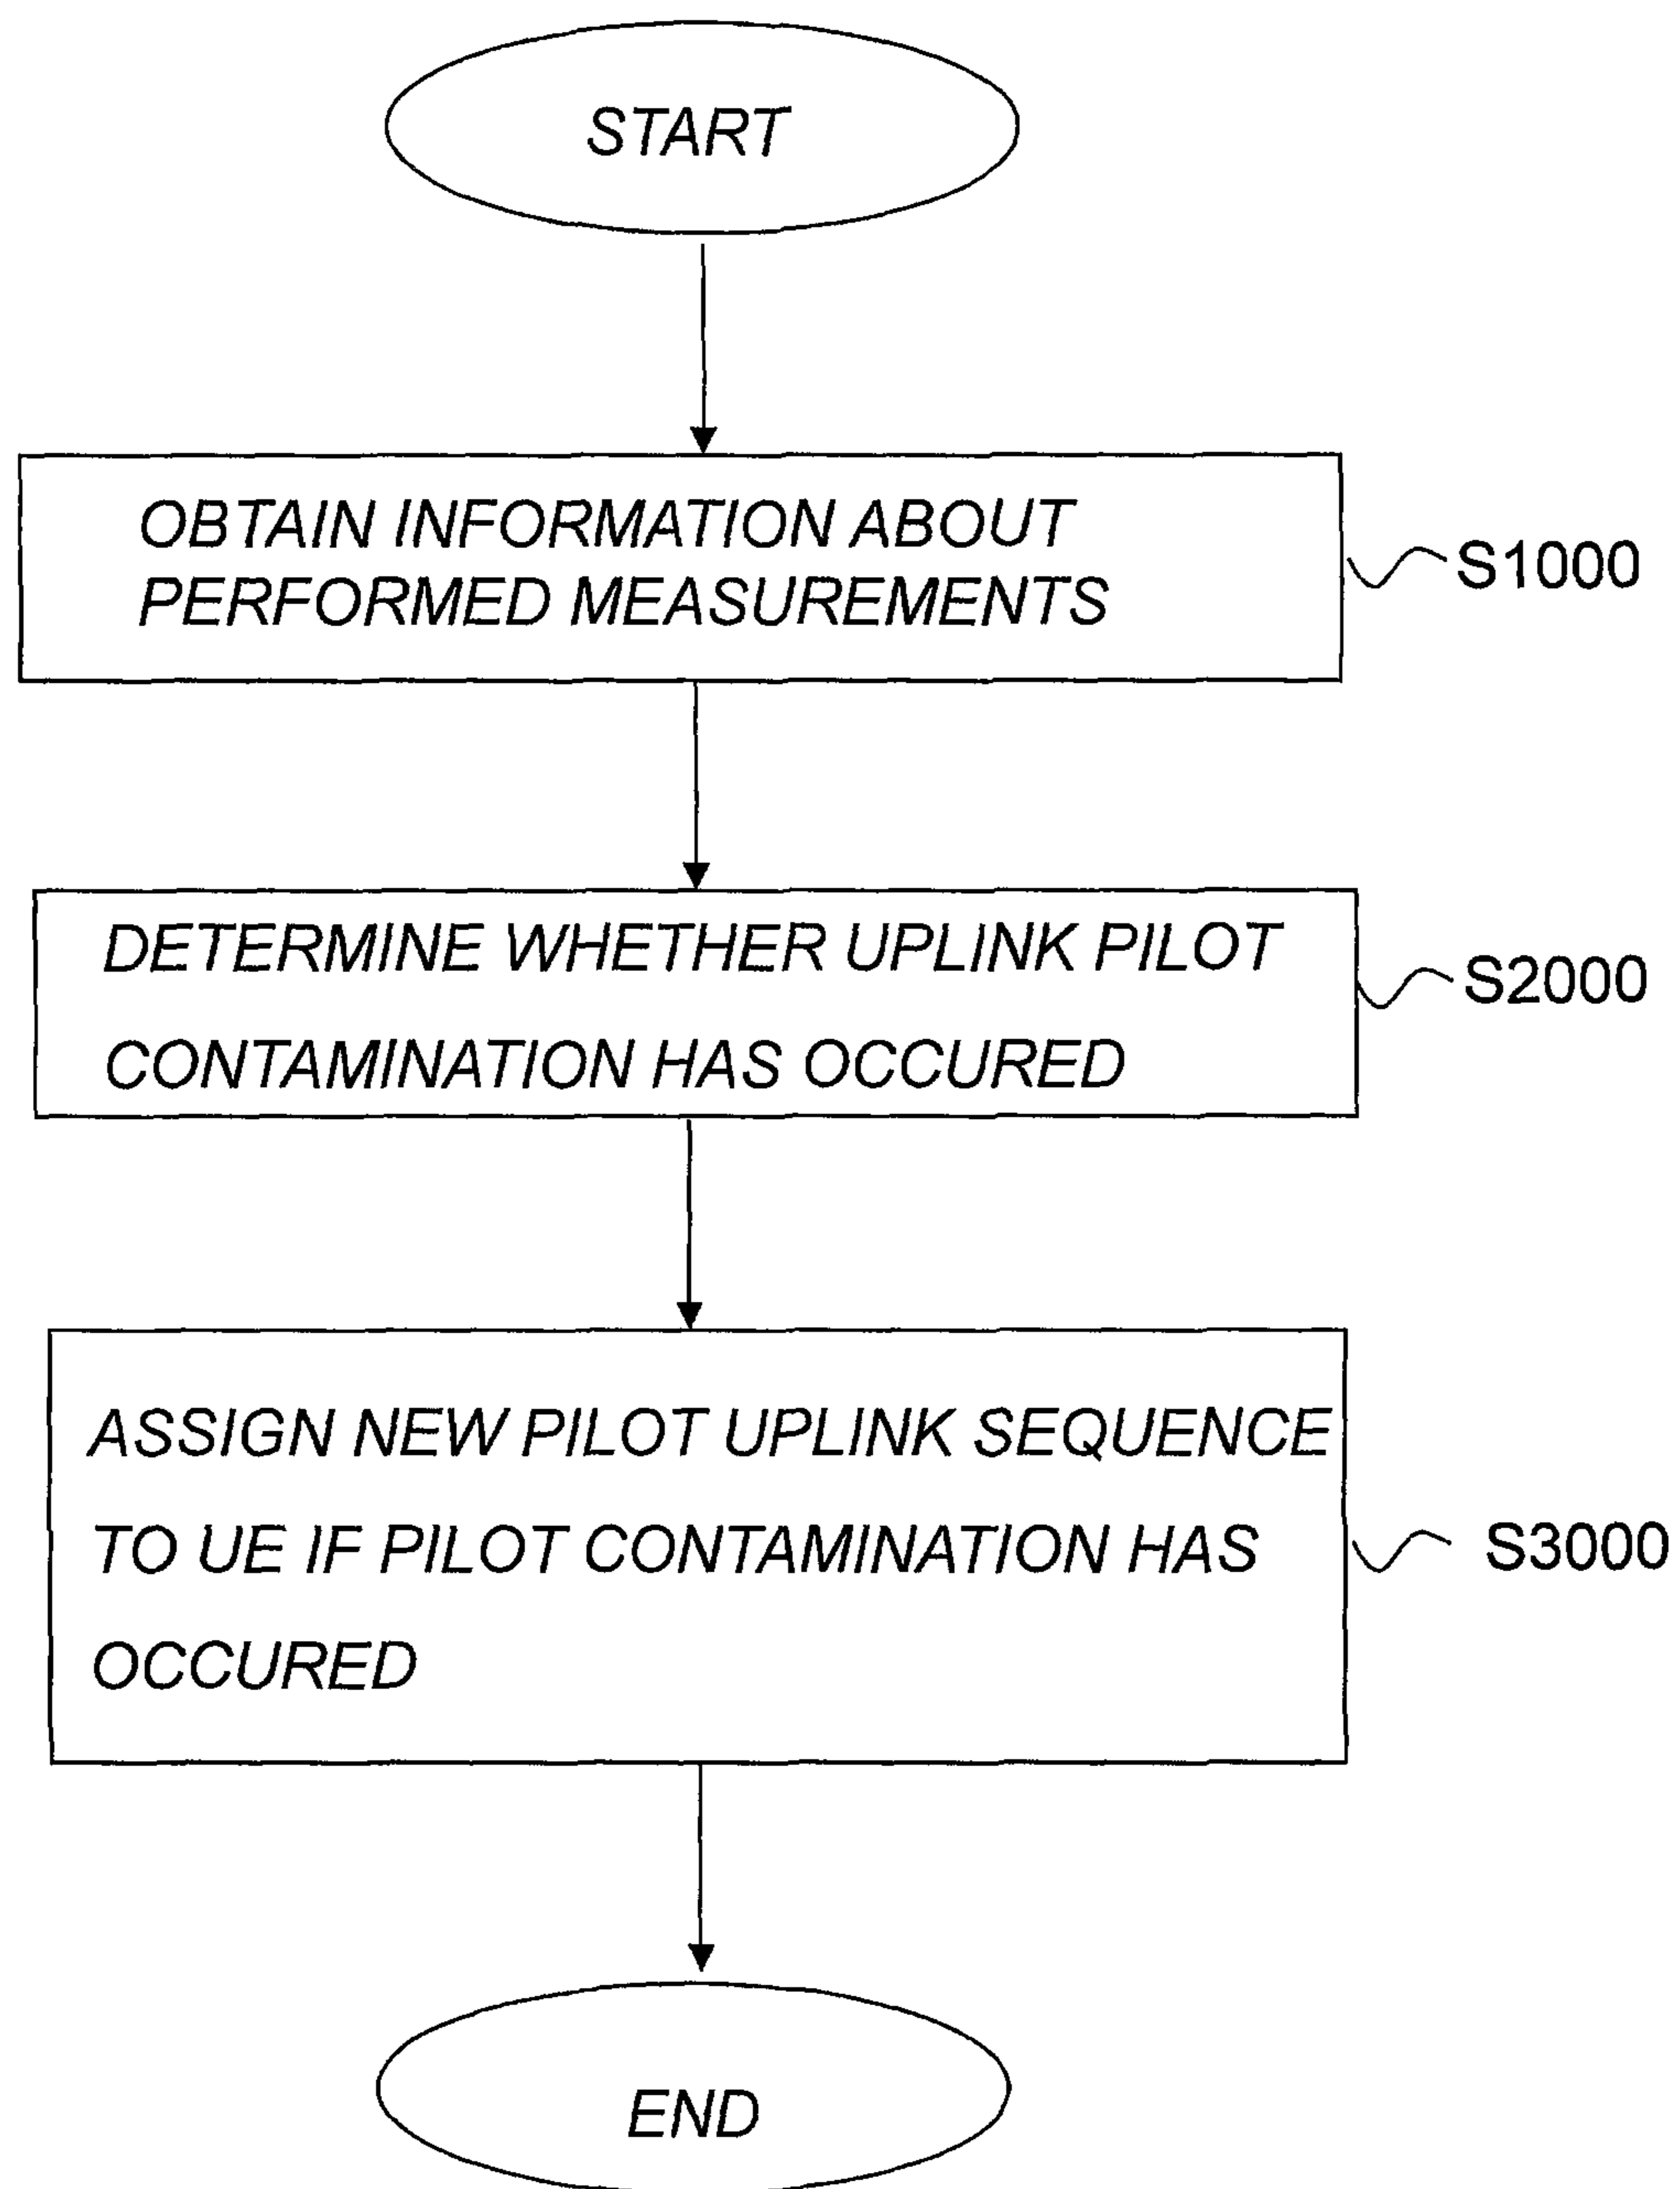 START
OBTAIN INFORMATION ABOUT
PERFORMED MEASUREMENTS
S1000
DETERMINE WHETHER UPLINK PILOT
CONTAMINATION HAS OCCURED
S2000
ASSIGN NEW PILOT UPLINK SEQUENCE
TO UE IF PILOT CONTAMINATION HAS
OCCURED
S3000
END